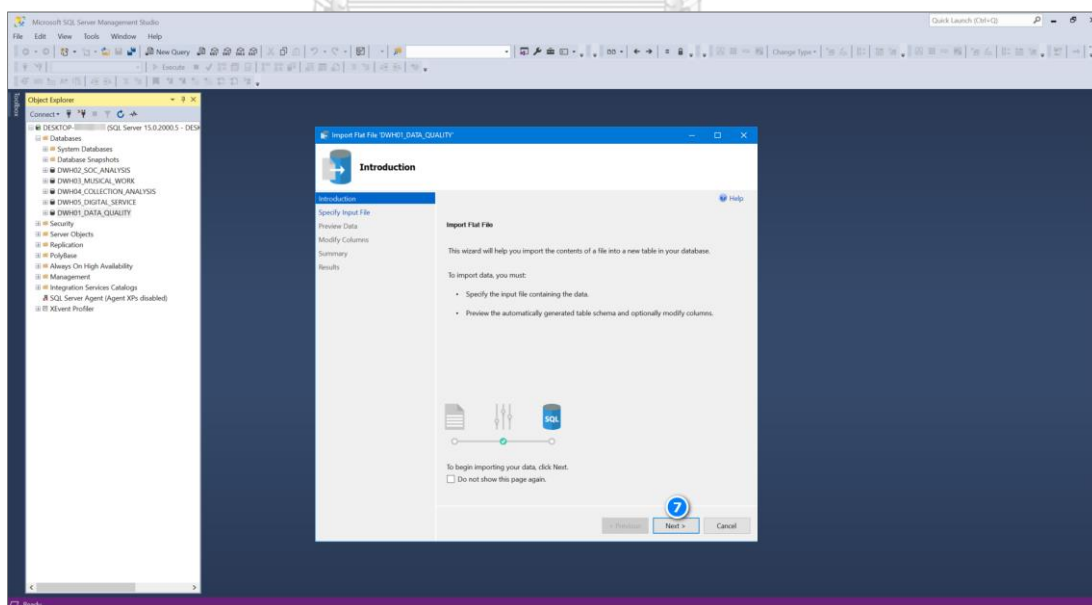 Microsoft SQL Server Management Studio
Quick Launch (Ctrl+Q)
File Edit View Tools Window Help
New Query
Execute
Change Type
Toolbox
Object Explorer
Connect
DESKTOP- (SQL Server 15.0.2000.5 - DESK
Databases
System Databases
Database Snapshots
DWH02_SOC_ANALYSIS
DWH03_MUSICAL_WORK
DWH04_COLLECTION_ANALYSIS
DWH05_DIGITAL_SERVICE
DWH01_DATA_QUALITY
Security
Server Objects
Replication
PolyBase
Always On High Availability
Management
Integration Services Catalogs
SQL Server Agent (Agent XPs disabled)
XEvent Profiler
Import Flat File 'DWH01_DATA_QUALITY'
Introduction
Introduction
Specify Input File
Preview Data
Modify Columns
Summary
Results
Help
Import Flat File
This wizard will help you import the contents of a file into a new table in your database.
To import data, you must:
• Specify the input file containing the data.
• Preview the automatically generated table schema and optionally modify columns.
SQL
To begin importing your data, click Next.
Do not show this page again.
7
< Previous Next > Cancel
Ready